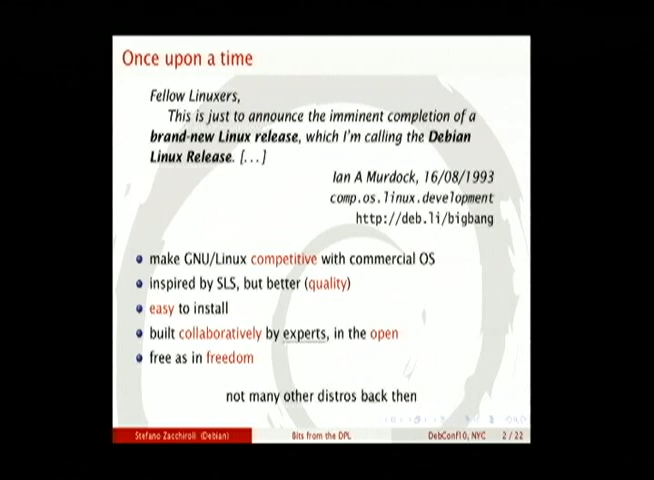 Once upon a time
Fellow Linuxers,
This is just to announce the imminent completion of a
brand-new Linux release, which I'm calling the Debian
Linux Release. [...]
Ian A Murdock, 16/08/1993
comp.os.linux.development
http://deb.li/bigbang
make GNU/Linux competitive with commercial OS
inspired by SLS, but better (quality)
easy to install
built collaboratively by experts, in the open
free as in freedom
not many other distros back then
Stefano Zacchiroli (Debian) Bits from the DPL DebConf10, NYC 2 / 22